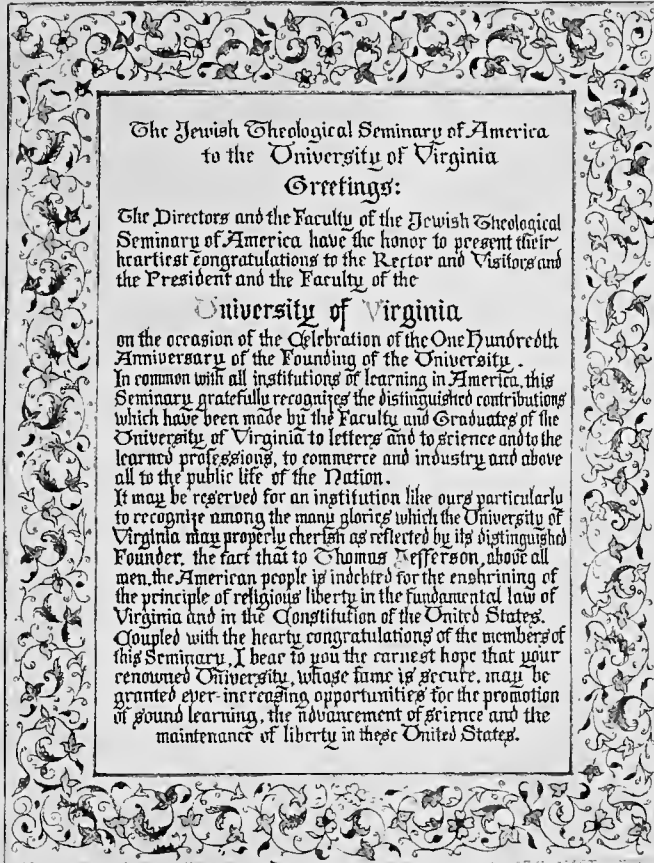 The Jewish Theological Seminary of America
to the University of Virginia
Greetings:
The Directors and the Faculty of the Jewish Theological
Seminary of America have the honor to present their
heartiest congratulations to the Rector and Visitors and
the President and the Faculty of the
University of Virginia
on the occasion of the Celebration of the One Hundredth
Anniversary of the Founding of the University.
In common with all institutions of learning in America, this
Seminary gratefully recognizes the distinguished contributions
which have been made by the Faculty and Graduates of the
University of Virginia to letters and to science and to the
learned professions, to commerce and industry and above
all to the public life of the Nation.
It may be reserved for an institution like ours particularly
to recognize among the many glories which the University of
Virginia may properly cherish as reflected by its distinguished
Founder, the fact that to Thomas Jefferson, above all
men, the American people is indebted for the enshrining of
the principle of religious liberty in the fundamental law of
Virginia and in the Constitution of the United States.
Coupled with the hearty congratulations of the members of
this Seminary, I bear to you the earnest hope that your
renowned University, whose fame is secure, may be
granted ever-increasing opportunities for the promotion
of sound learning, the advancement of science and the
maintenance of liberty in these United States.